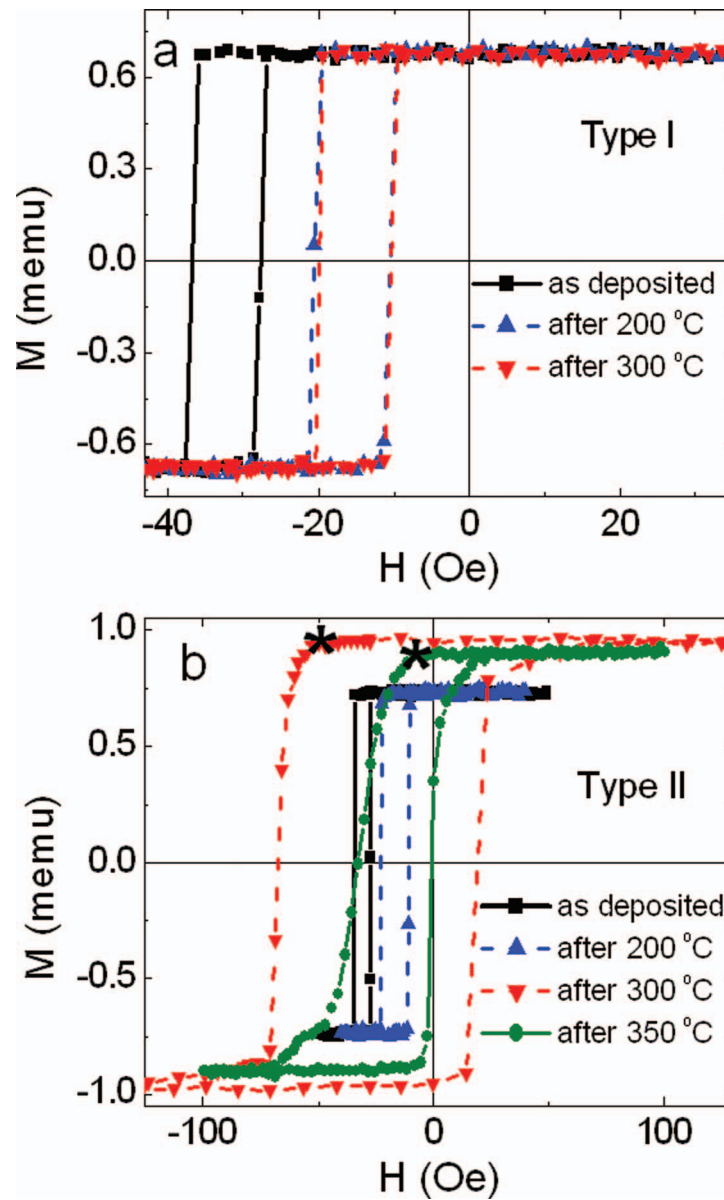 a
0.6
0.3
0.0
-0.3
-0.6
M (memu)
Type I
as deposited
after 200 °C
after 300 °C
-40 -20 0 20
H (Oe)
b
1.0
0.5
0.0
-0.5
-1.0
M (memu)
Type II
as deposited
after 200 °C
after 300 °C
after 350 °C
-100 0 100
H (Oe)